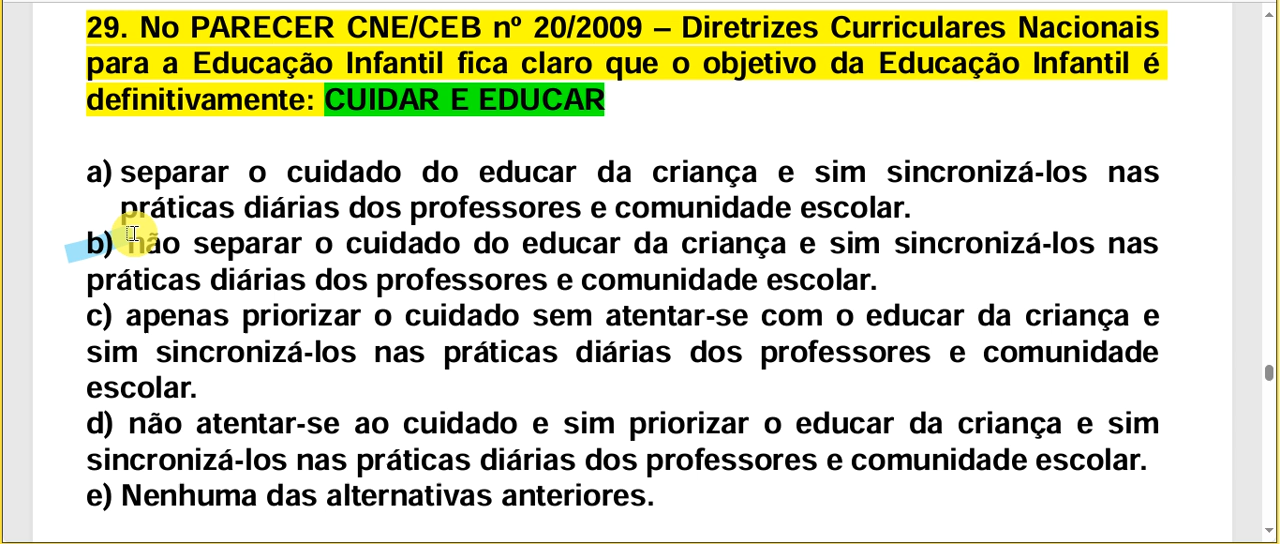 29. No PARECER CNE/CEB nº 20/2009 – Diretrizes Curriculares Nacionais
para a Educação Infantil fica claro que o objetivo da Educação Infantil é
definitivamente: CUIDAR E EDUCAR
a) separar o cuidado do educar da criança e sim sincronizá-los nas
práticas diárias dos professores e comunidade escolar.
b) não separar o cuidado do educar da criança e sim sincronizá-los nas
práticas diárias dos professores e comunidade escolar.
c) apenas priorizar o cuidado sem atentar-se com o educar da criança e
sim sincronizá-los nas práticas diárias dos professores e comunidade
escolar.
d) não atentar-se ao cuidado e sim priorizar o educar da criança e sim
sincronizá-los nas práticas diárias dos professores e comunidade escolar.
e) Nenhuma das alternativas anteriores.